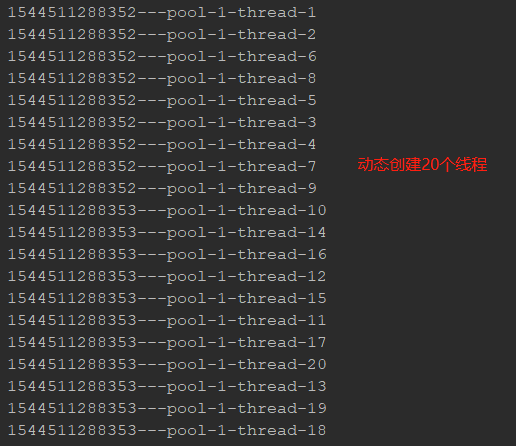 1544511288352---pool-1-thread-1
1544511288352---pool-1-thread-2
1544511288352---pool-1-thread-6
1544511288352---pool-1-thread-8
1544511288352---pool-1-thread-5
1544511288352---pool-1-thread-3
1544511288352---pool-1-thread-4
1544511288352---pool-1-thread-7
动态创建20个线程
1544511288352---pool-1-thread-9
1544511288353---pool-1-thread-10
1544511288353---pool-1-thread-14
1544511288353---pool-1-thread-16
1544511288353---pool-1-thread-12
1544511288353---pool-1-thread-15
1544511288353---pool-1-thread-11
1544511288353---pool-1-thread-17
1544511288353---pool-1-thread-20
1544511288353---pool-1-thread-13
1544511288353---pool-1-thread-19
1544511288353---pool-1-thread-18